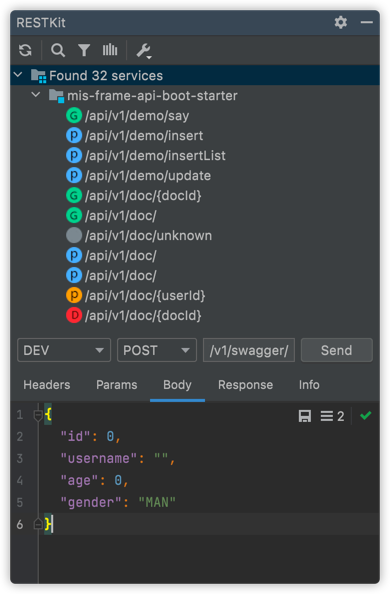 RESTKit
Found 32 services
mis-frame-api-boot-starter
G /api/v1/demo/say
p /api/v1/demo/insert
p /api/v1/demo/insertList
p /api/v1/demo/update
G /api/v1/doc/{docId}
G /api/v1/doc/
/api/v1/doc/unknown
p /api/v1/doc/
p /api/v1/doc/
p /api/v1/doc/{userId}
D /api/v1/doc/{docId}
DEV POST /v1/swagger/ Send
Headers Params Body Response Info
1 { 2
2 "id": 0,
3 "username": "",
4 "age": 0,
5 "gender": "MAN"
6 }